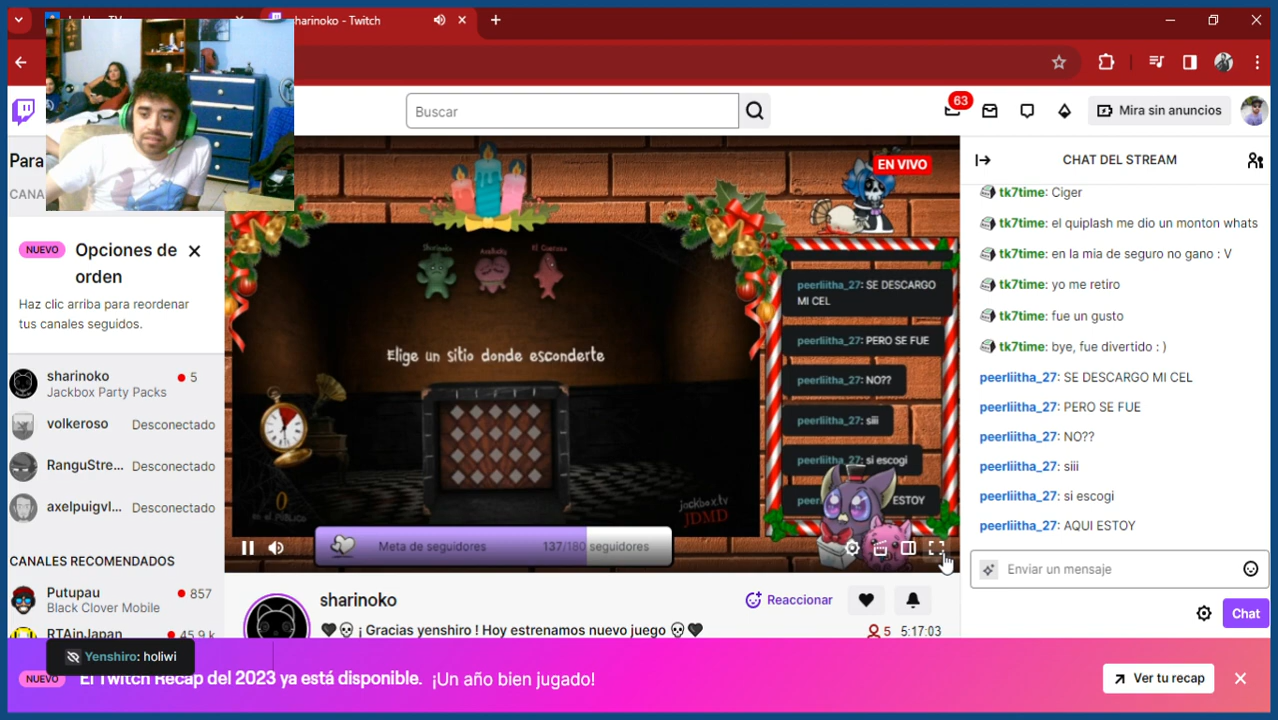 sharinoko - Twitch
Buscar
63
Mira sin anuncios
Para
CANA
NUEVO
Opciones de
orden
Haz clic arriba para reordenar
tus canales seguidos.
sharinoko
5
Jackbox Party Packs
volkeroso
Desconectado
RanguStre...
Desconectado
axelpuigvl...
Desconectado
CANALES RECOMENDADOS
Putupau
857
Black Clover Mobile
RTAinJapan
45.9 k
EN VIVO
Sharinoko
Elige un sitio donde esconderte
0
en el PÚBLICO
jackbox.tv
JDMD
peerliitha_27: SE DESCARGO
MI CEL
peerliitha_27: PERO SE FUE
peerliitha_27: NO??
peerliitha_27: siii
peerliitha_27: si escogi
ESTOY
Meta de seguidores
137/180 seguidores
sharinoko
Reaccionar
¡ Gracias yenshiro ! Hoy estrenamos nuevo juego
5
5:17:03
CHAT DEL STREAM
tk7time: Ciger
tk7time: el quiplash me dio un monton whats
tk7time: en la mia de seguro no gano : V
tk7time: yo me retiro
tk7time: fue un gusto
tk7time: bye, fue divertido : )
peerliitha_27: SE DESCARGO MI CEL
peerliitha_27: PERO SE FUE
peerliitha_27: NO??
peerliitha_27: siii
peerliitha_27: si escogi
peerliitha_27: AQUI ESTOY
Enviar un mensaje
Chat
Yenshiro: holiwi
NUEVO
El Twitch Recap del 2023 ya está disponible. ¡Un año bien jugado!
Ver tu recap